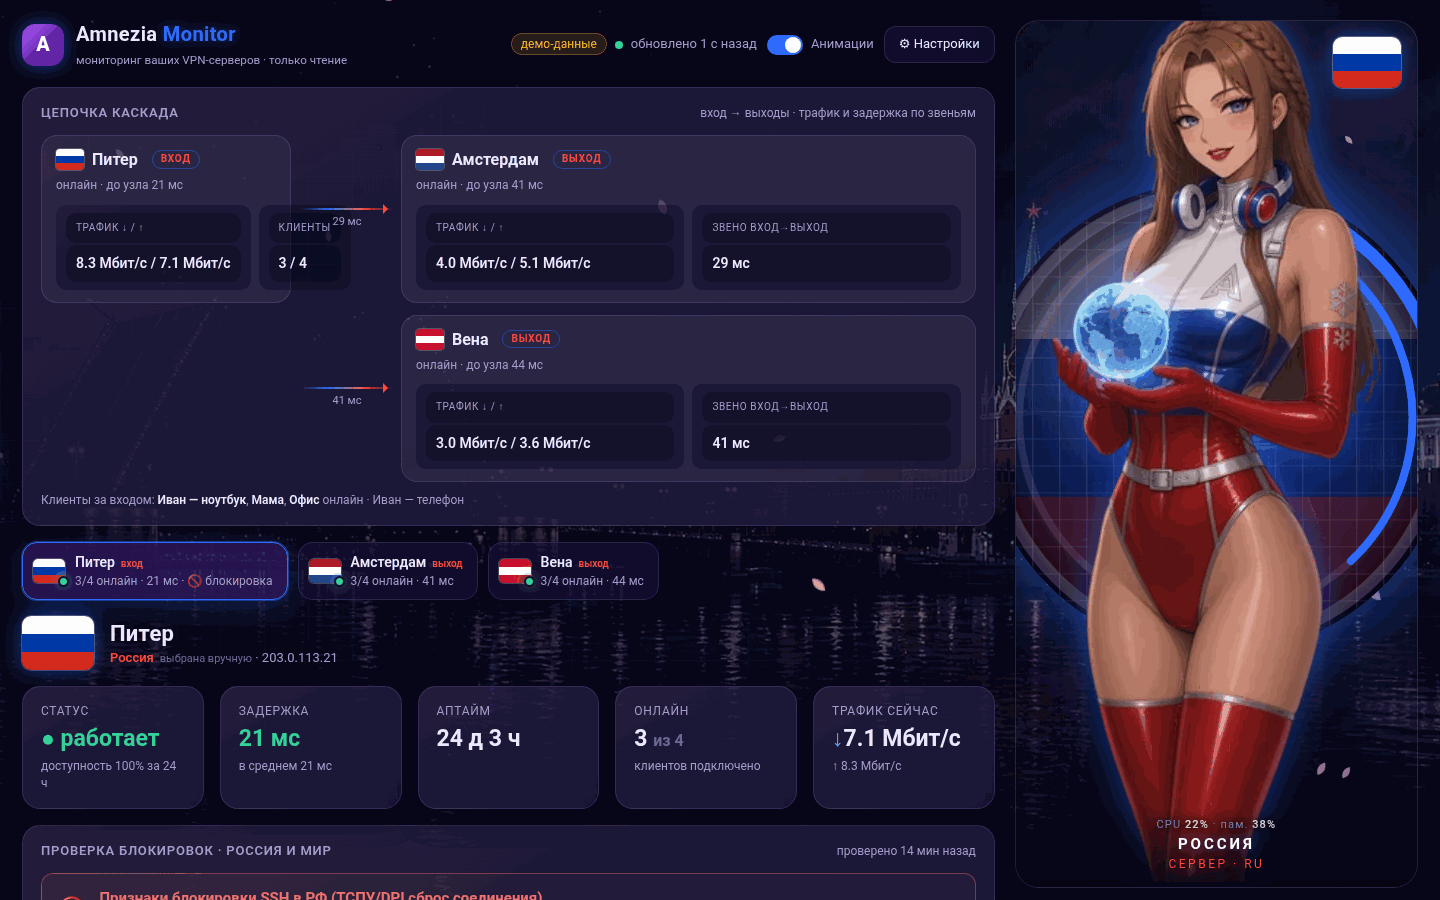 A
Amnezia Monitor
мониторинг ваших VPN-серверов · только чтение
демо-данные
обновлено 1 с назад
Анимации
⚙ Настройки
ЦЕПОЧКА КАСКАДА
вход → выходы · трафик и задержка по звеньям
Питер ВХОД
онлайн · до узла 21 мс
ТРАФИК ↓ / ↑
8.3 Мбит/с / 7.1 Мбит/с
КЛИЕНТЫ
3 / 4
29 мс
Амстердам ВЫХОД
онлайн · до узла 41 мс
ТРАФИК ↓ / ↑
4.0 Мбит/с / 5.1 Мбит/с
ЗВЕНО ВХОД→ВЫХОД
29 мс
41 мс
Вена ВЫХОД
онлайн · до узла 44 мс
ТРАФИК ↓ / ↑
3.0 Мбит/с / 3.6 Мбит/с
ЗВЕНО ВХОД→ВЫХОД
41 мс
Клиенты за входом: Иван — ноутбук, Мама, Офис онлайн · Иван — телефон
Питер ВХОД
3/4 онлайн · 21 мс · 🚫 блокировка
Амстердам ВЫХОД
3/4 онлайн · 41 мс
Вена ВЫХОД
3/4 онлайн · 44 мс
Питер
Россия выбрана вручную · 203.0.113.21
СТАТУС
● работает
доступность 100% за 24
ч
ЗАДЕРЖКА
21 мс
в среднем 21 мс
АПТАЙМ
24 д 3 ч
ОНЛАЙН
3 из 4
клиентов подключено
ТРАФИК СЕЙЧАС
↓7.1 Мбит/с
↑ 8.3 Мбит/с
ПРОВЕРКА БЛОКИРОВОК · РОССИЯ И МИР
проверено 14 мин назад
Признаки блокировки SSH в РФ (ТСПУ/DPI сброс соединения)
CPU 22% · пам. 38%
РОССИЯ
СЕРВЕР · RU